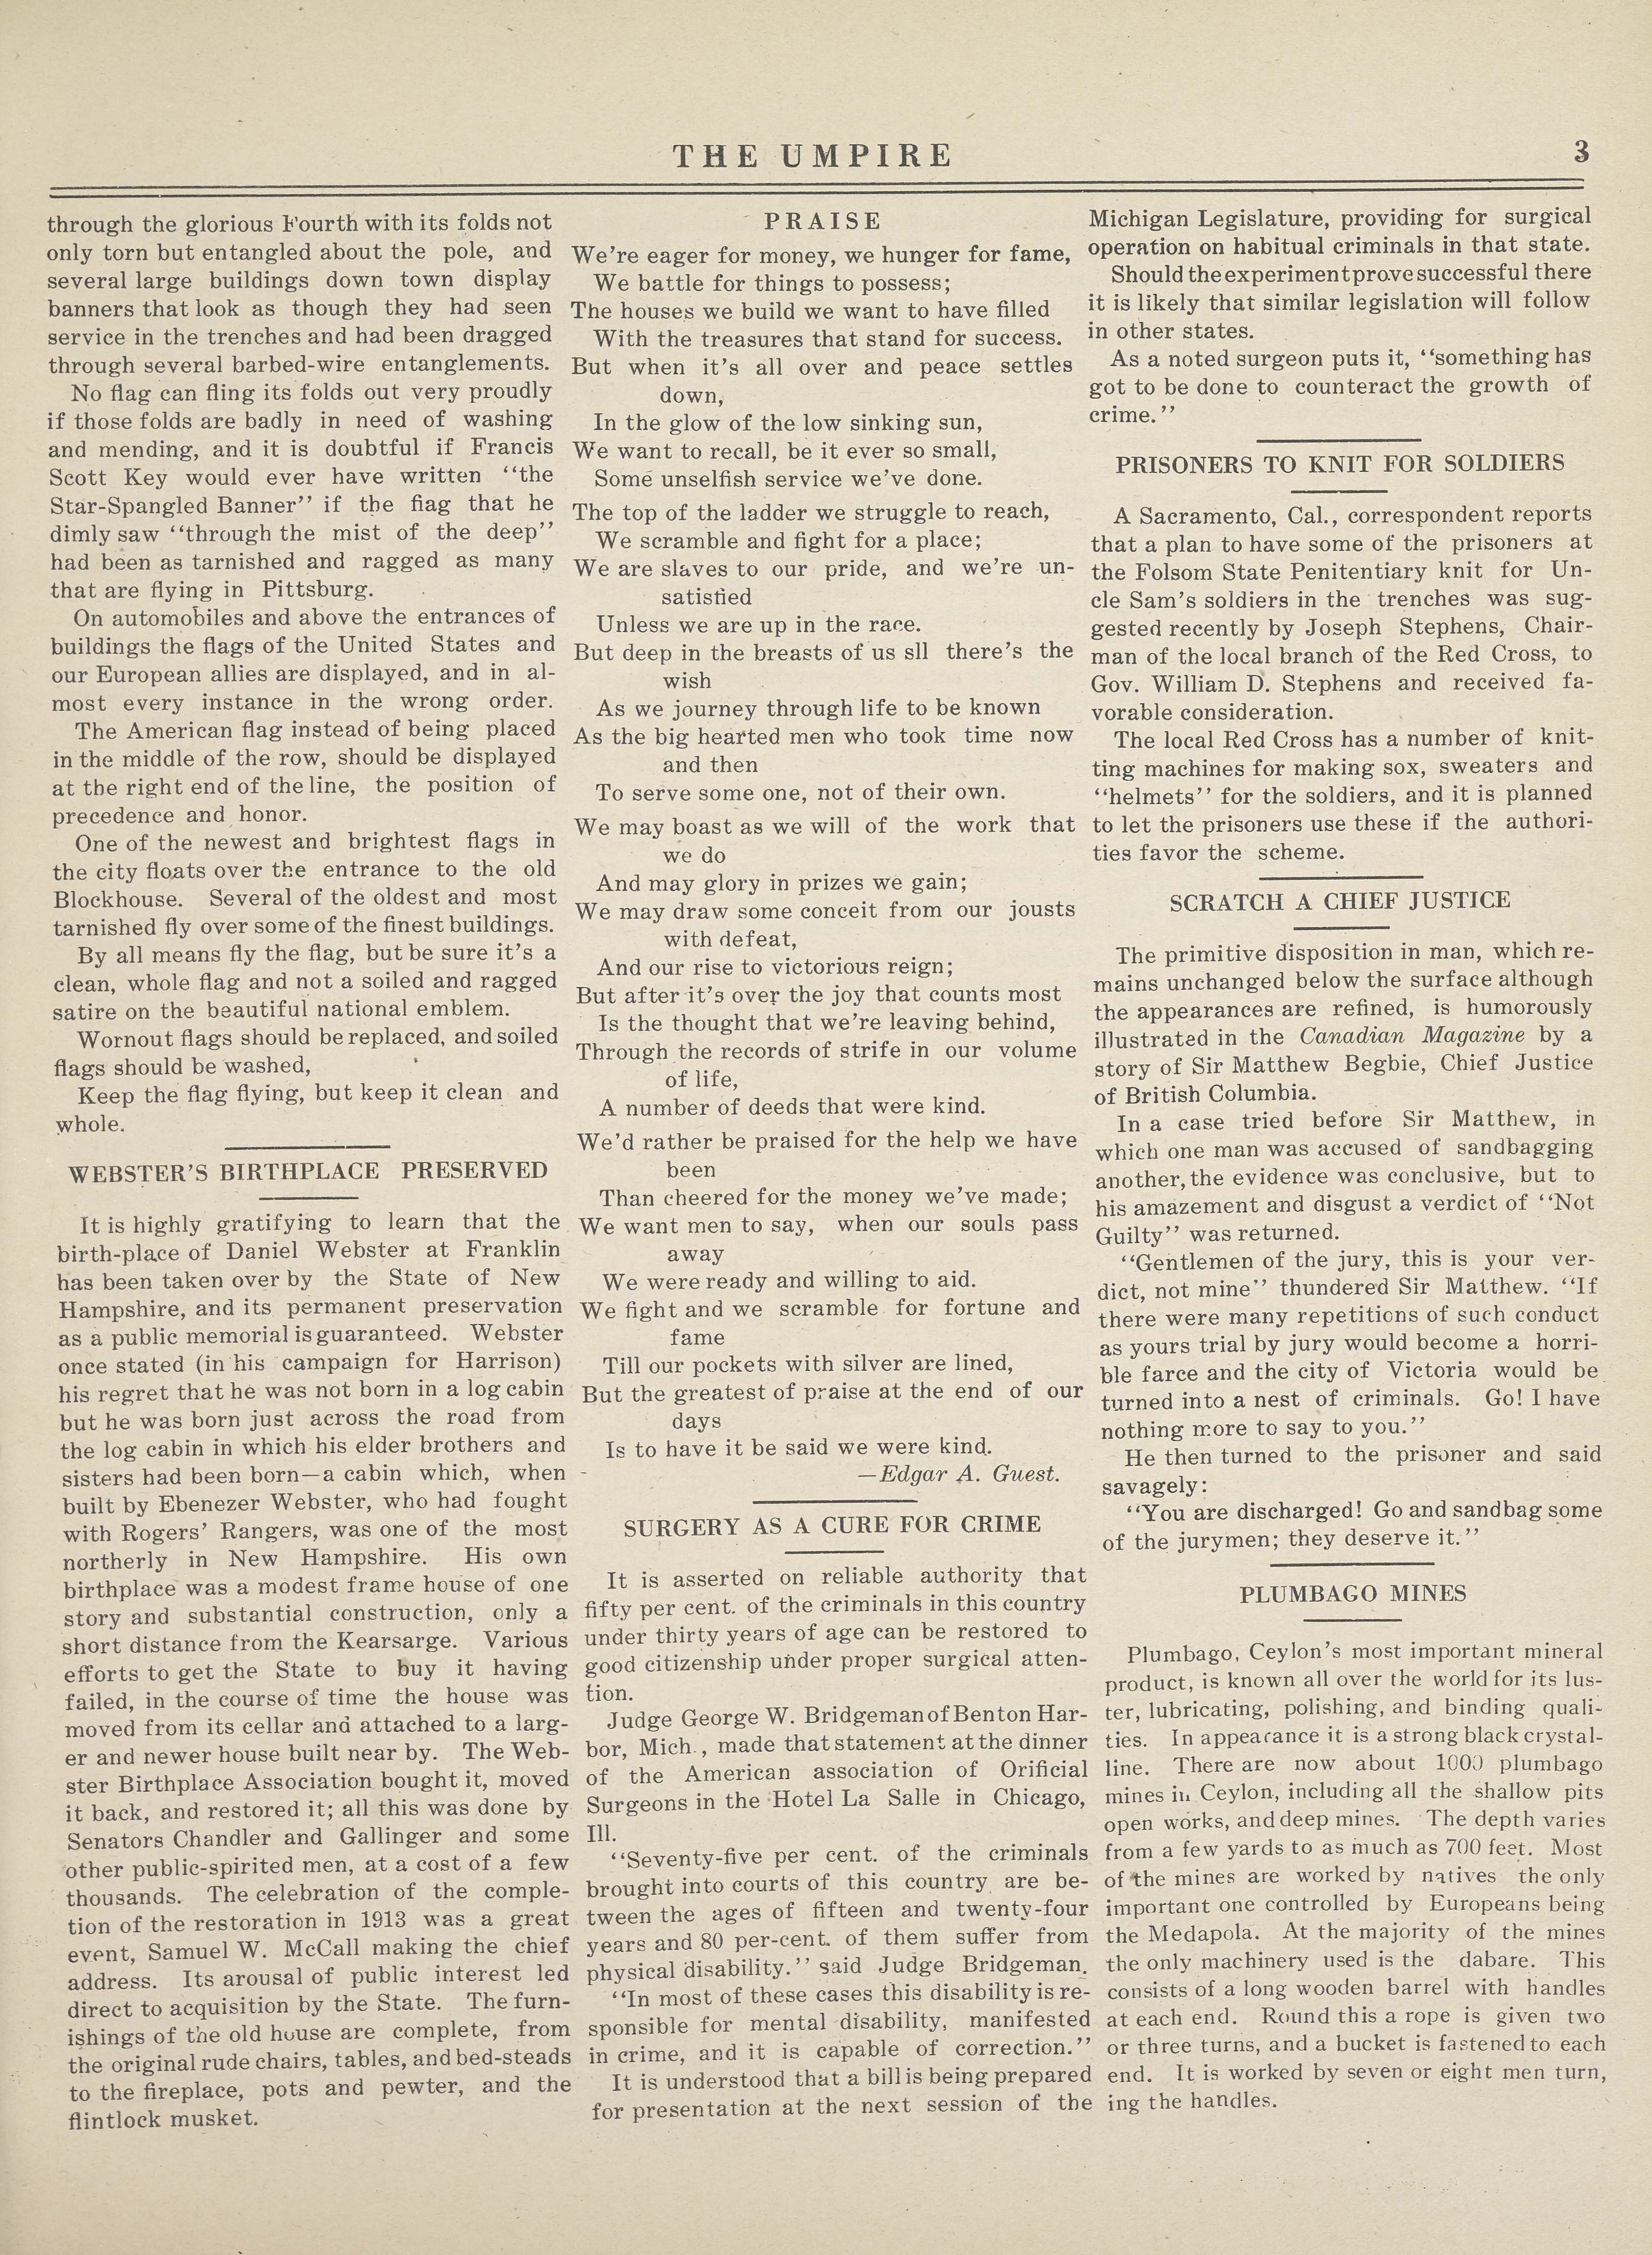 THE UMPIRE
3
through the glorious Fourth with its folds not
only torn but entangled about the pole, and
several large buildings down town display
banners that look as though they had seen
service in the trenches and had been dragged
through several barbed-wire entanglements.
No flag can fling its folds out very proudly
if those folds are badly in need of washing
and mending, and it is doubtful if Francis
Scott Key would ever have written “the
Star-Spangled Banner” if the flag that he
dimly saw “through the mist of the deep”
had been as tarnished and ragged as many
that are flying in Pittsburg.
On automobiles and above the entrances of
buildings the flags of the United States and
our European allies are displayed, and in al-
most every instance in the wrong order.
The American flag instead of being placed
in the middle of the row, should be displayed
at the right end of the line, the position of
precedence and honor.
One of the newest and brightest flags in
the city floats over the entrance to the old
Blockhouse. Several of the oldest and most
tarnished fly over some of the finest buildings.
By all means fly the flag, but be sure it’s a
clean, whole flag and not a soiled and ragged
satire on the beautiful national emblem.
Wornout flags should be replaced, and soiled
flags should be washed,
Keep the flag flying, but keep it clean and
whole.
WEBSTER’S BIRTHPLACE PRESERVED
It is highly gratifying to learn that the
birth-place of Daniel Webster at Franklin
has been taken over by the State of New
Hampshire, and its permanent preservation
as a public memorial is guaranteed. Webster
once stated (in his campaign for Harrison)
his regret that he was not born in a log cabin
but he was born just across the road from
the log cabin in which his elder brothers and
sisters had been born—a cabin which, when
built by Ebenezer Webster, who had fought
with Rogers’ Rangers, was one of the most
northerly in New Hampshire. His own
birthplace was a modest frame house of one
story and substantial construction, only a
short distance from the Kearsarge. Various
efforts to get the State to buy it having
failed, in the course of time the house was
moved from its cellar and attached to a larg-
er and newer house built near by. The Web-
ster Birthplace Association bought it, moved
it back, and restored it; all this was done by
Senators Chandler and Gallinger and some
other public-spirited men, at a cost of a few
thousands. The celebration of the comple-
tion of the restoration in 1913 was a great
event, Samuel W. McCall making the chief
address. Its arousal of public interest led
direct to acquisition by the State. The furn-
ishings of the old house are complete, from
the original rude chairs, tables, and bed-steads
to the fireplace, pots and pewter, and the
flintlock musket.
PRAISE
We’re eager for money, we hunger for fame,
We battle for things to possess;
The houses we build we want to have filled
With the treasures that stand for success.
But when it’s all over and peace settles
down,
In the glow of the low sinking sun,
We want to recall, be it ever so small,
Some unselfish service we’ve done.
The top of the ladder we struggle to reach,
We scramble and fight for a place;
We are slaves to our pride, and we’re un-
satisfied
Unless we are up in the race.
But deep in the breasts of us sll there’s the
wish
As we journey through life to be known
As the big hearted men who took time now
and then
To serve some one, not of their own.
We may boast as we will of the work that
we do
And may glory in prizes we gain;
We may draw some conceit from our jousts
with defeat,
And our rise to victorious reign;
But after it’s over the joy that counts most
Is the thought that we’re leaving behind,
Through the records of strife in our volume
of life,
A number of deeds that were kind.
We’d rather be praised for the help we have
been
Than cheered for the money we’ve made;
We want men to say, when our souls pass
away
We were ready and willing to aid.
We fight and we scramble for fortune and
fame
Till our pockets with silver are lined,
But the greatest of praise at the end of our
days
Is to have it be said we were kind.
—Edgar A. Guest.
SURGERY AS A CURE FOR CRIME
It is asserted on reliable authority that
fifty per cent. of the criminals in this country
under thirty years of age can be restored to
good citizenship under proper surgical atten-
tion.
Judge George W. Bridgeman of Benton Har-
bor, Mich., made that statement at the dinner
of the American association of Orificial
Surgeons in the Hotel La Salle in Chicago,
Ill.
“Seventy-five per cent. of the criminals
brought into courts of this country are be-
tween the ages of fifteen and twenty-four
years and 80 per-cent. of them suffer from
physical disability.” said Judge Bridgeman.
“In most of these cases this disability is re-
sponsible for mental disability, manifested
in crime, and it is capable of correction.”
It is understood that a bill is being prepared
for presentation at the next session of the
Michigan Legislature, providing for surgical
operation on habitual criminals in that state.
Should the experiment prove successful there
it is likely that similar legislation will follow
in other states.
As a noted surgeon puts it, “something has
got to be done to counteract the growth of
crime.”
PRISONERS TO KNIT FOR SOLDIERS
A Sacramento, Cal., correspondent reports
that a plan to have some of the prisoners at
the Folsom State Penitentiary knit for Un-
cle Sam’s soldiers in the trenches was sug-
gested recently by Joseph Stephens, Chair-
man of the local branch of the Red Cross, to
Gov. William D. Stephens and received fa-
vorable consideration.
The local Red Cross has a number of knit-
ting machines for making sox, sweaters and
“helmets” for the soldiers, and it is planned
to let the prisoners use these if the authori-
ties favor the scheme.
SCRATCH A CHIEF JUSTICE
The primitive disposition in man, which re-
mains unchanged below the surface although
the appearances are refined, is humorously
illustrated in the Canadian Magazine by a
story of Sir Matthew Begbie, Chief Justice
of British Columbia.
In a case tried before Sir Matthew, in
which one man was accused of sandbagging
another, the evidence was conclusive, but to
his amazement and disgust a verdict of “Not
Guilty” was returned.
“Gentlemen of the jury, this is your ver-
dict, not mine” thundered Sir Matthew. “If
there were many repetitions of such conduct
as yours trial by jury would become a horri-
ble farce and the city of Victoria would be
turned into a nest of criminals. Go! I have
nothing more to say to you.”
He then turned to the prisoner and said
savagely:
“You are discharged! Go and sandbag some
of the jurymen; they deserve it.”
PLUMBAGO MINES
Plumbago, Ceylon’s most important mineral
product, is known all over the world for its lus-
ter, lubricating, polishing, and binding quali-
ties. In appearance it is a strong black crystal-
line. There are now about 1000 plumbago
mines in Ceylon, including all the shallow pits
open works, and deep mines. The depth varies
from a few yards to as much as 700 feet. Most
of the mines are worked by natives the only
important one controlled by Europeans being
the Medapola. At the majority of the mines
the only machinery used is the dabare. This
consists of a long wooden barrel with handles
at each end. Round this a rope is given two
or three turns, and a bucket is fastened to each
end. It is worked by seven or eight men turn,
ing the handles.